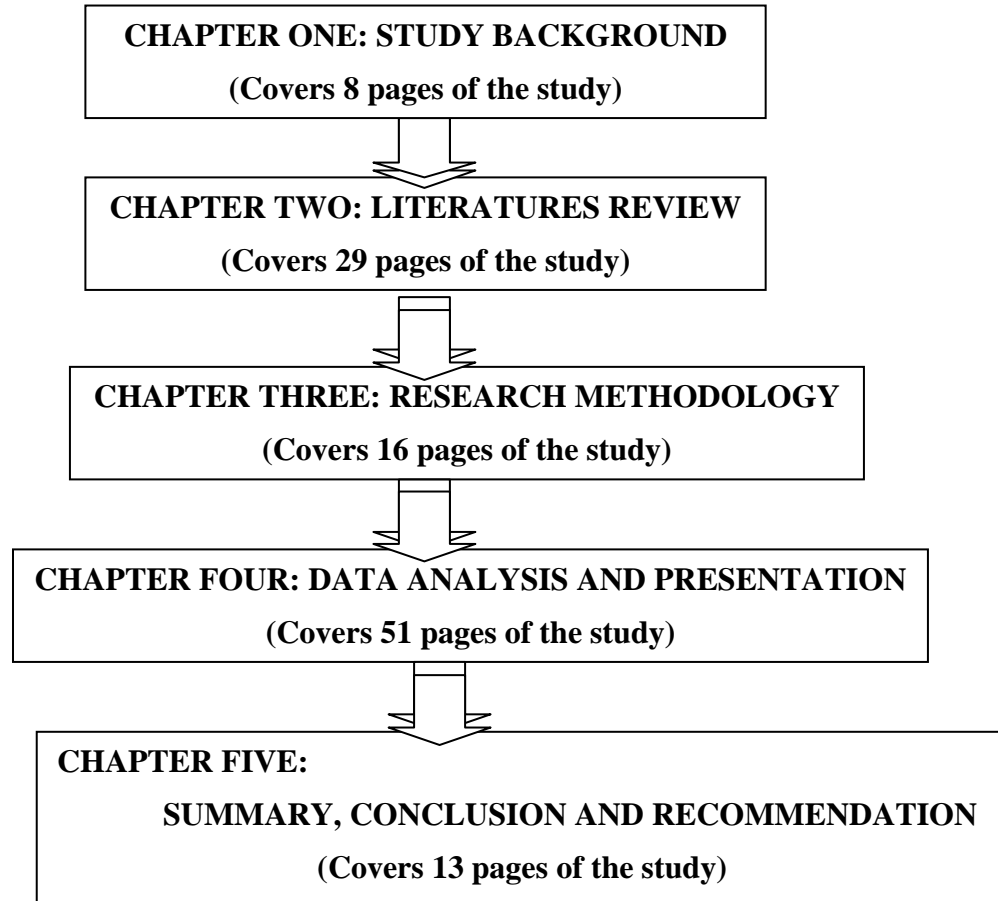 CHAPTER ONE: STUDY BACKGROUND
(Covers 8 pages of the study)
CHAPTER TWO: LITERATURES REVIEW
(Covers 29 pages of the study)
CHAPTER THREE: RESEARCH METHODOLOGY
(Covers 16 pages of the study)
CHAPTER FOUR: DATA ANALYSIS AND PRESENTATION
(Covers 51 pages of the study)
CHAPTER FIVE:
SUMMARY, CONCLUSION AND RECOMMENDATION
(Covers 13 pages of the study)